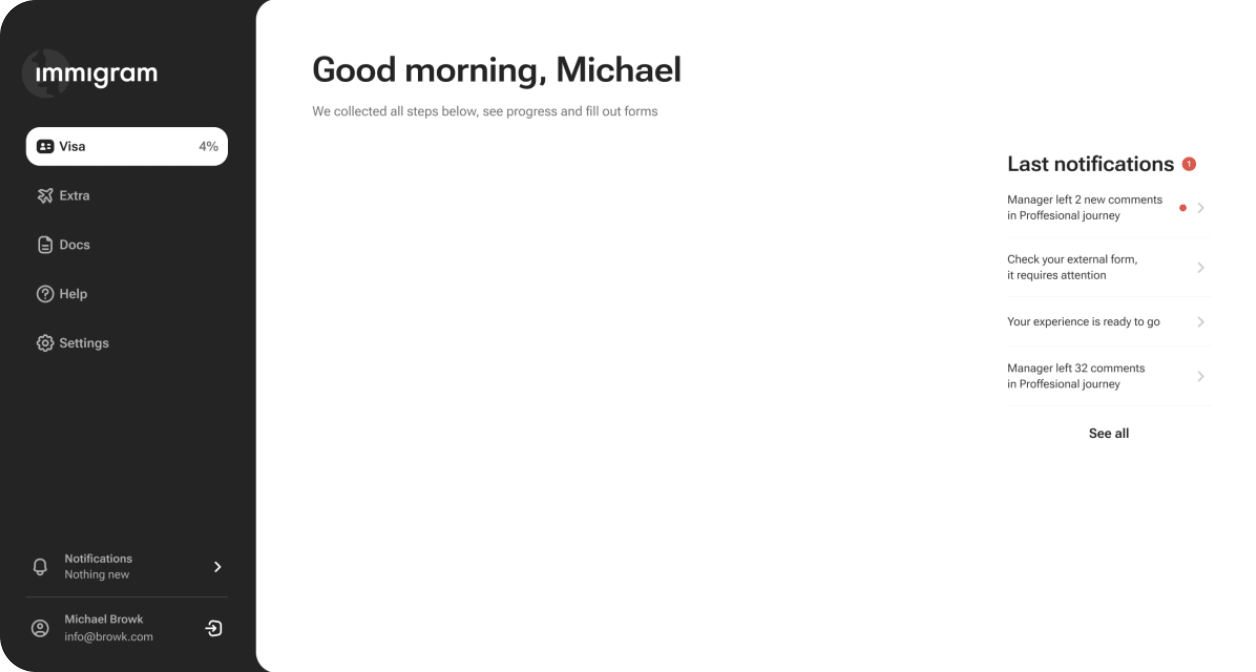 immigram
Visa 4%
Extra
Docs
Help
Settings
Notifications
Nothing new
Michael Browk
info@browk.com
Good morning, Michael
We collected all steps below, see progress and fill out forms
Last notifications 1
Manager left 2 new comments
in Proffesional journey
Check your external form,
it requires attention
Your experience is ready to go
Manager left 32 comments
in Proffesional journey
See all